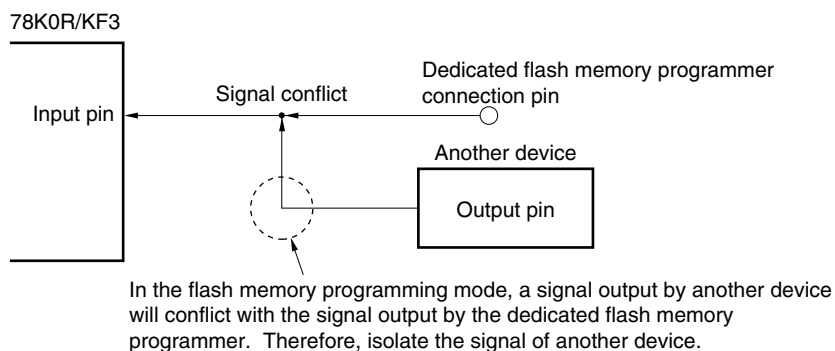 78K0R/KF3
Dedicated flash memory programmer
connection pin
Signal conflict
Input pin
Another device
Output pin
In the flash memory programming mode, a signal output by another device
will conflict with the signal output by the dedicated flash memory
programmer.  Therefore, isolate the signal of another device.